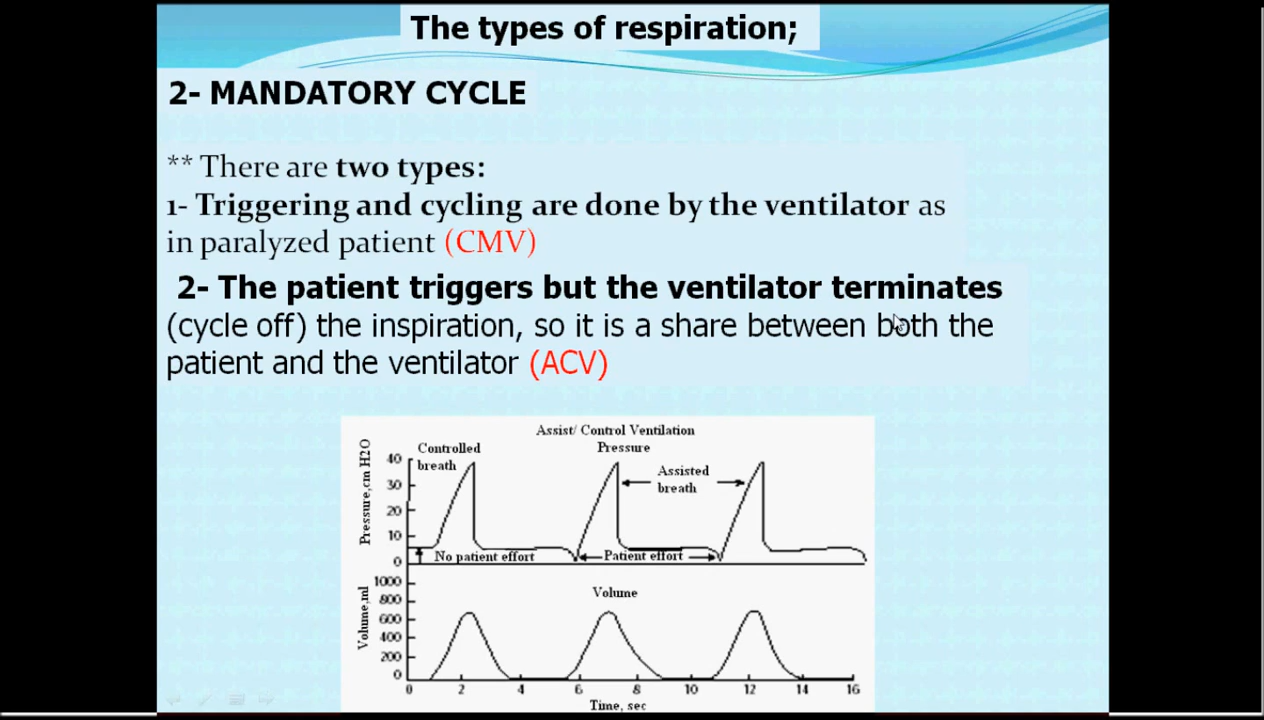 The types of respiration;
2- MANDATORY CYCLE
** There are two types:
1- Triggering and cycling are done by the ventilator as
in paralyzed patient (CMV)
2- The patient triggers but the ventilator terminates
(cycle off) the inspiration, so it is a share between both the
patient and the ventilator (ACV)
Assist/ Control Ventilation
Pressure
Controlled
breath
Assisted
breath
Pressure,cm H2O
40
30
20
10
0
No patient effort
Patient effort
Volume
Volume,ml
1000
800
600
400
200
0
0 2 4 6 8 10 12 14 16
Time, sec